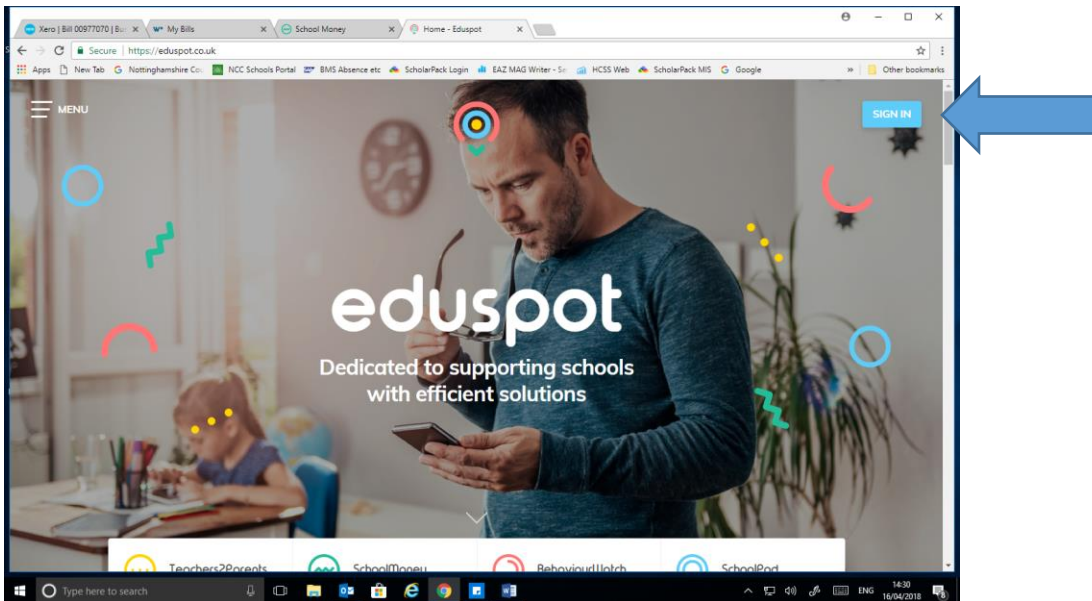 Xero | Bill 00977070 | Bu
My Bills
School Money
Home - Eduspot
Secure | https://eduspot.co.uk
Apps
New Tab
Nottinghamshire Co
NCC Schools Portal
BMS Absence etc
ScholarPack Login
EAZ MAG Writer - Se
HCSS Web
ScholarPack MIS
Google
Other bookmarks
MENU
SIGN IN
eduspot
Dedicated to supporting schools
with efficient solutions
Teachers2Parents
SchoolMoney
BehaviourWatch
SchoolPod
Type here to search
ENG
14:30
16/04/2018